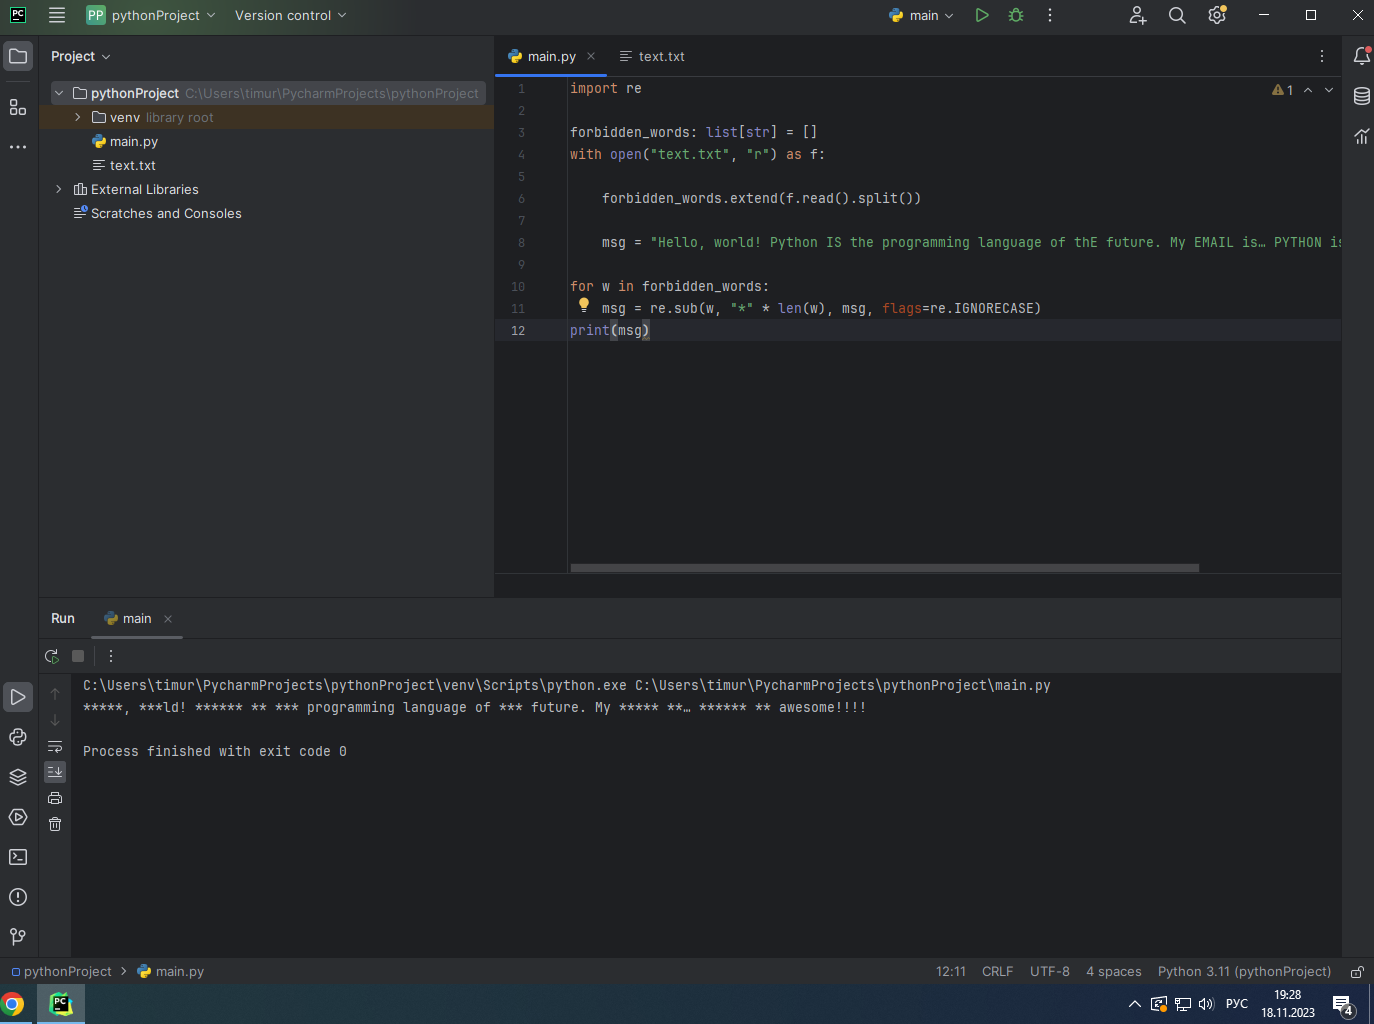 PC
PP pythonProject Version control main
Project
pythonProject C:\Users\timur\PycharmProjects\pythonProject
venv library root
main.py
text.txt
External Libraries
Scratches and Consoles
main.py text.txt
1 import re
1
2
3 forbidden_words: list[str] = []
4 with open("text.txt", "r") as f:
5
6 forbidden_words.extend(f.read().split())
7
8 msg = "Hello, world! Python IS the programming language of thE future. My EMAIL is… PYTHON is
9
10 for w in forbidden_words:
11 msg = re.sub(w, "*" * len(w), msg, flags=re.IGNORECASE)
12 print(msg)
Run main
C:\Users\timur\PycharmProjects\pythonProject\venv\Scripts\python.exe C:\Users\timur\PycharmProjects\pythonProject\main.py
*****, ***ld! ****** ** *** programming language of *** future. My ***** **… ****** ** awesome!!!!
Process finished with exit code 0
pythonProject > main.py 12:11 CRLF UTF-8 4 spaces Python 3.11 (pythonProject)
PC
РУС
19:28
18.11.2023
4